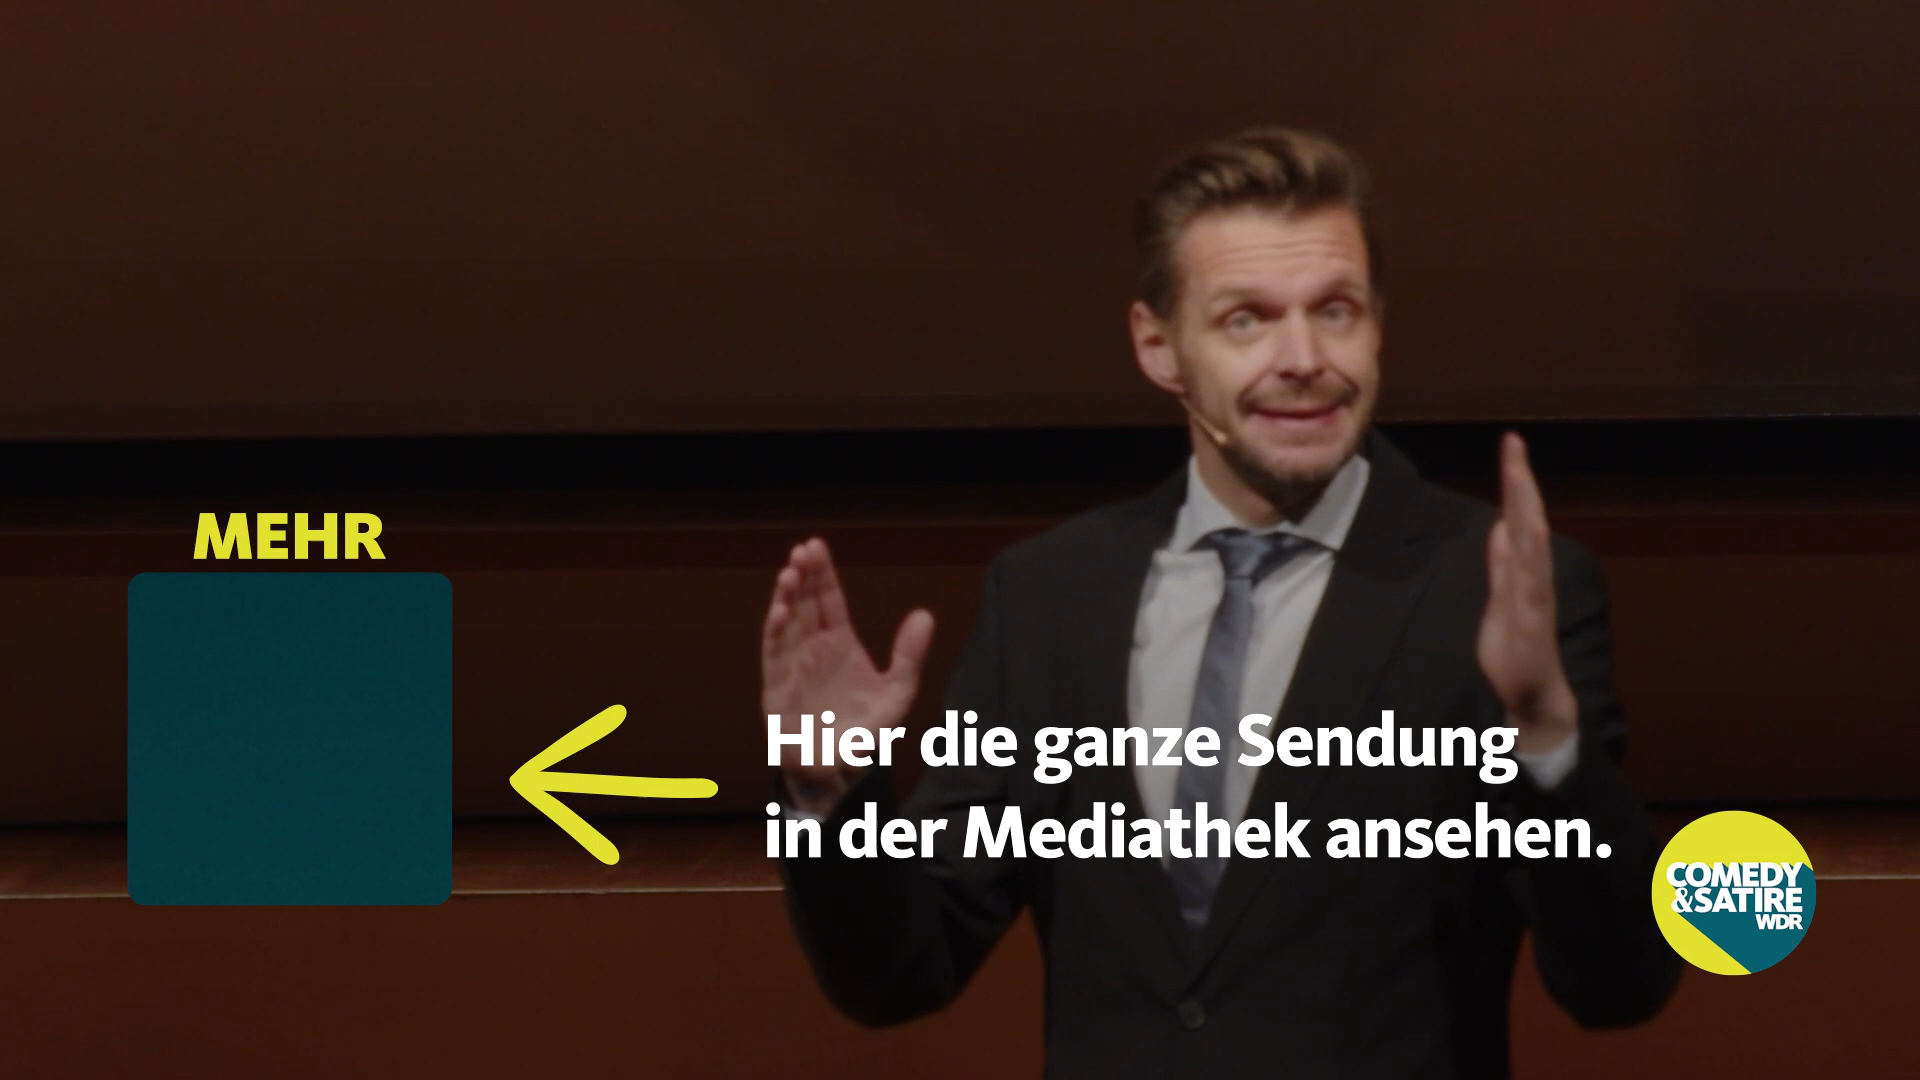 MEHR
Hier die ganze Sendung
in der Mediathek ansehen.
COMEDY
&SATIRE
WDR